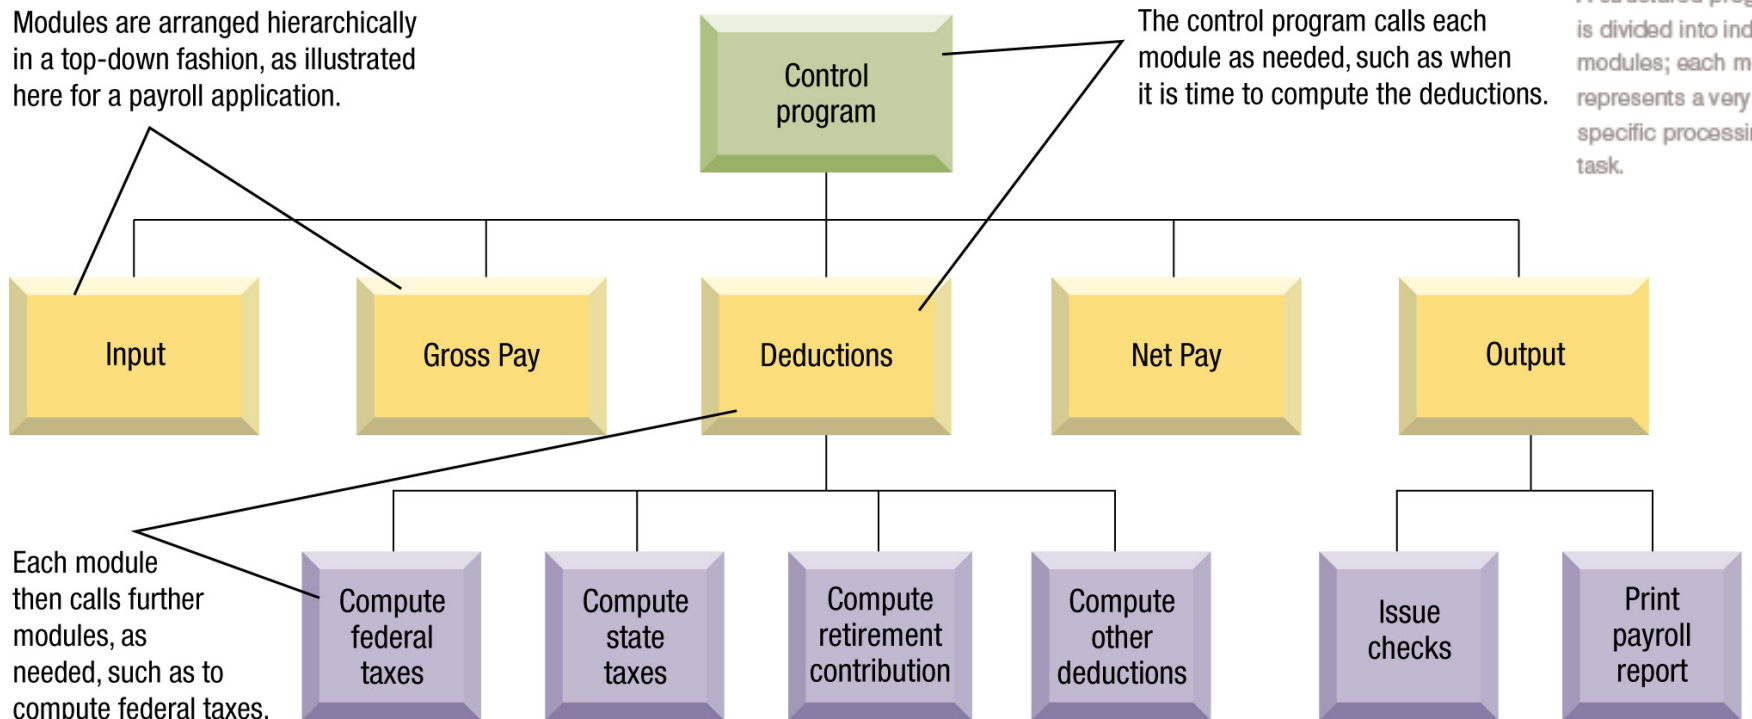 Modules are arranged hierarchically
in a top-down fashion, as illustrated
here for a payroll application.
The control program calls each
module as needed, such as when
it is time to compute the deductions.
is divided into
modules; each
represents a very
specific
task.
Control
program
Input
Gross Pay
Deductions
Net Pay
Output
Each module
then calls further
modules, as
needed, such as to
compute federal taxes.
Compute
federal
taxes
Compute
state
taxes
Compute
retirement
contribution
Compute
other
deductions
Issue
checks
Print
payroll
report